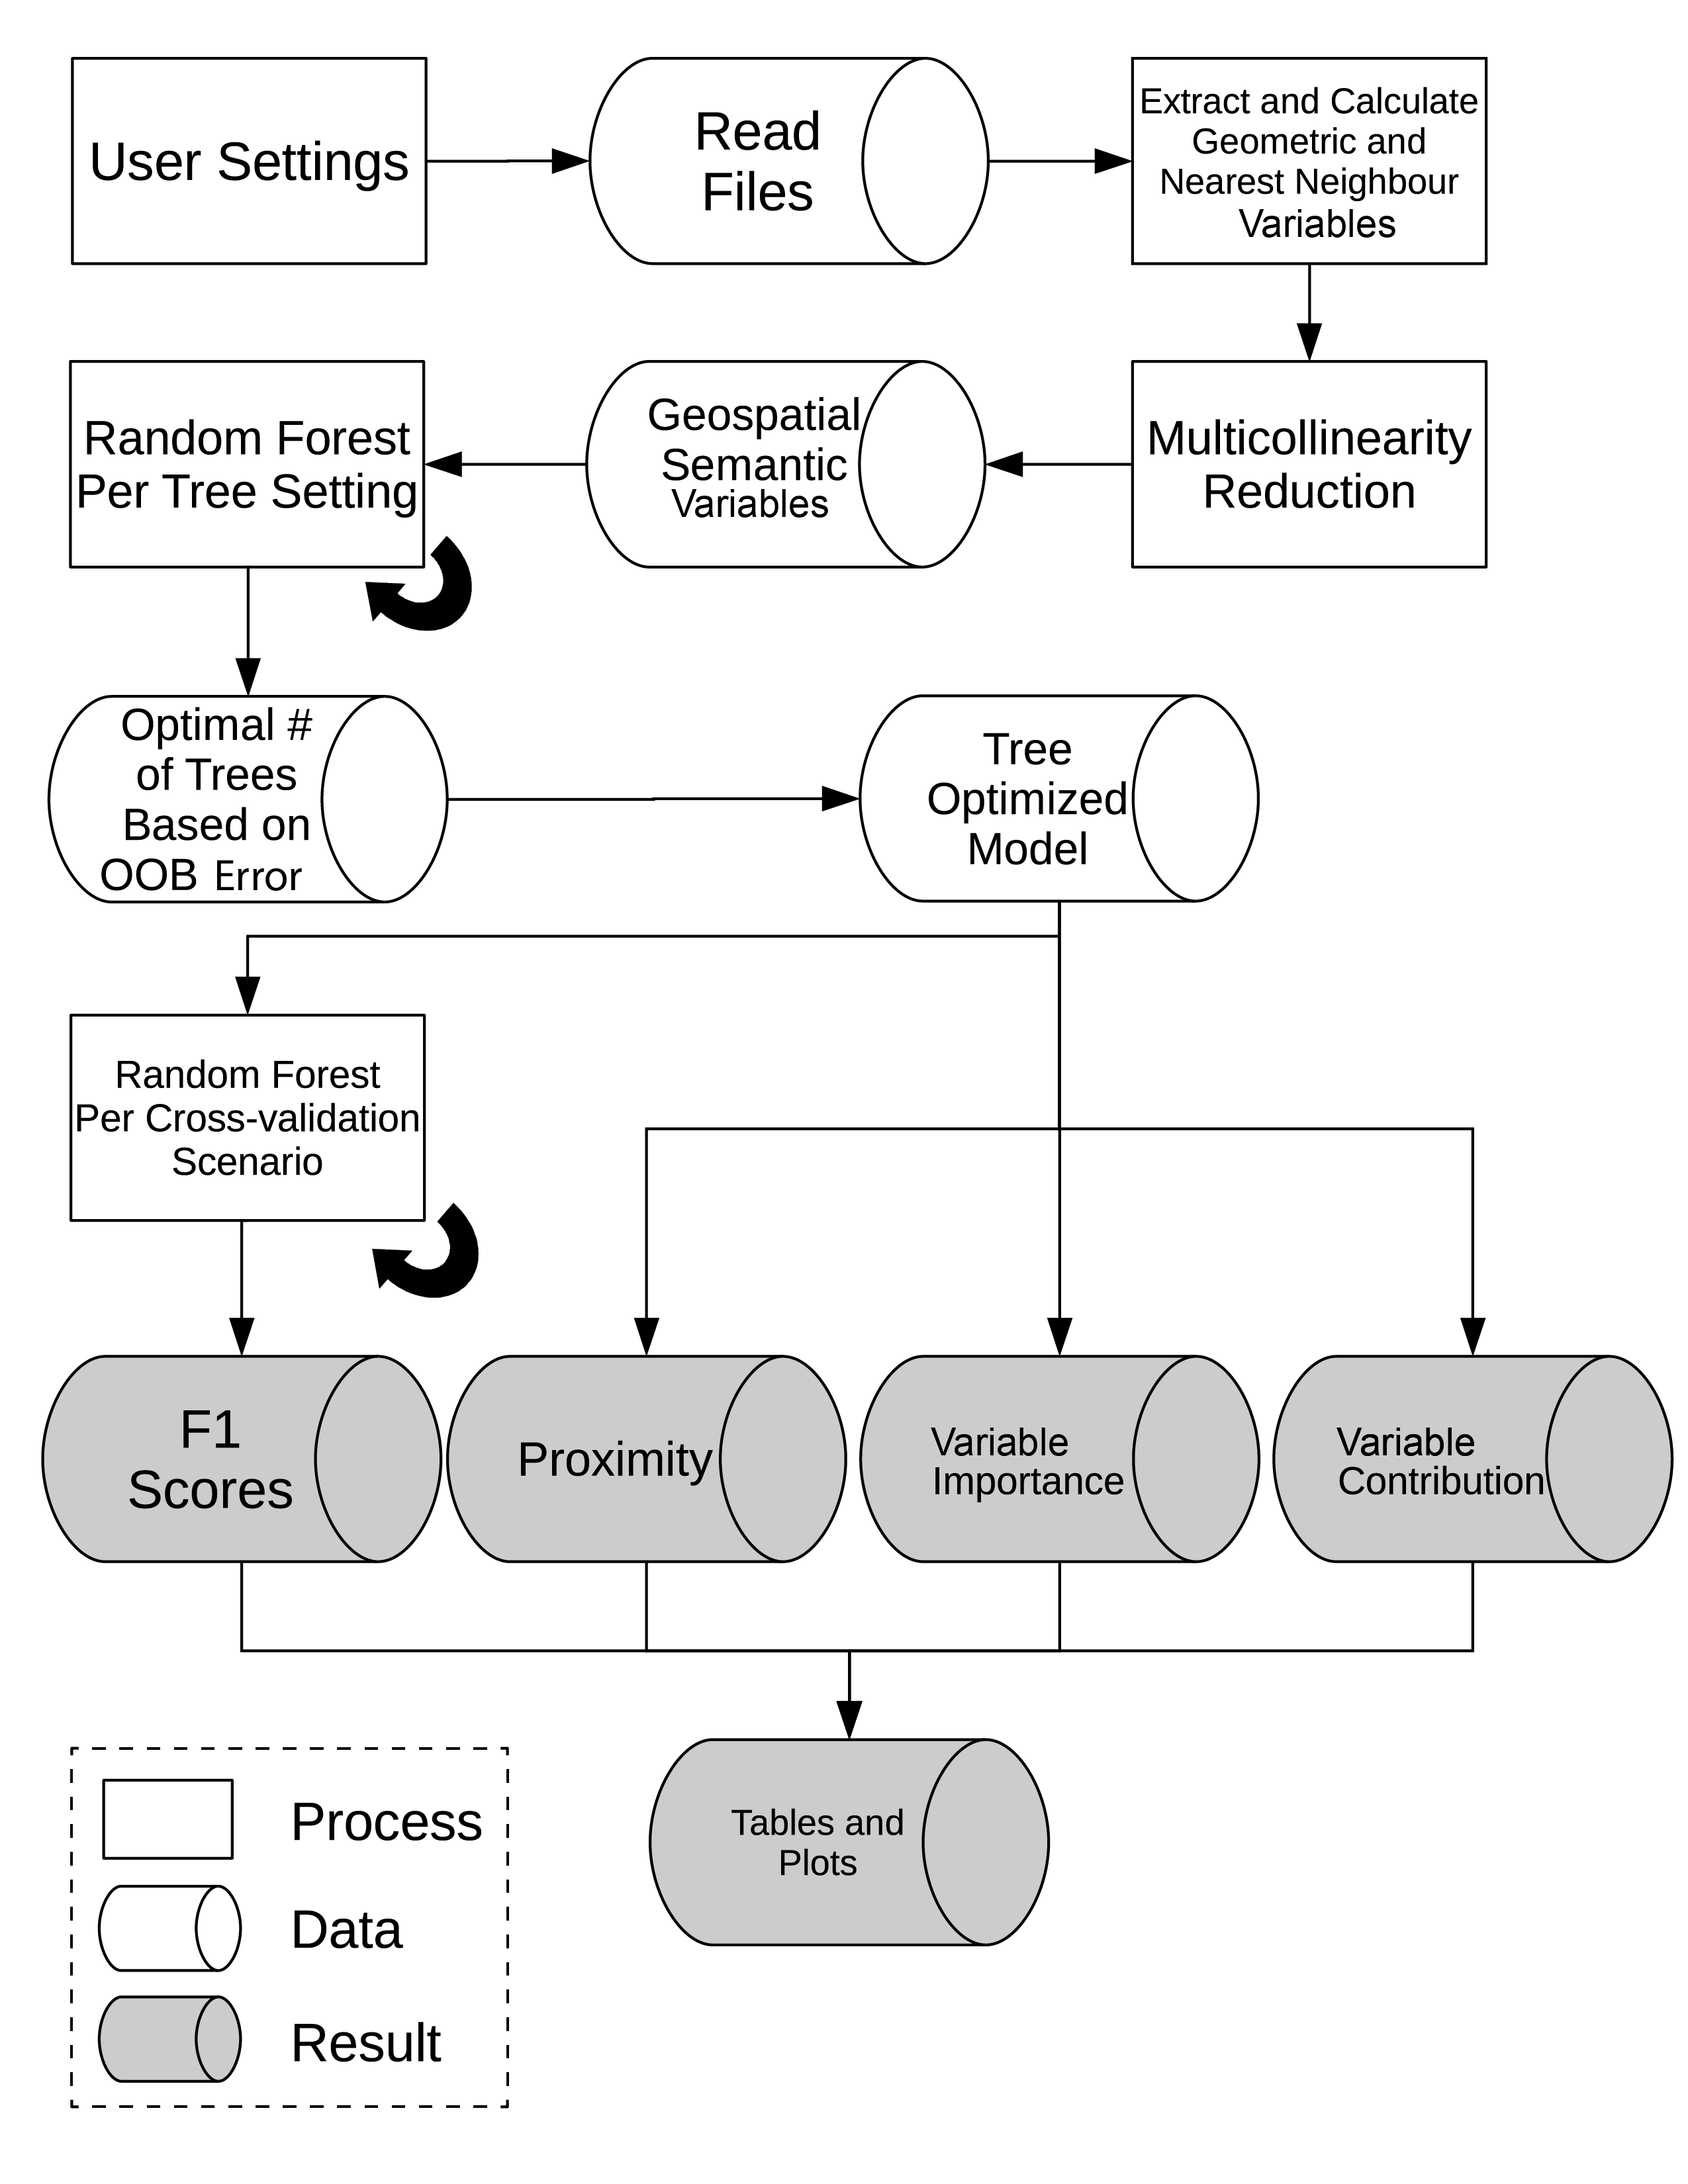 User Settings
Read
Files
Extract and Calculate
Geometric and
Nearest Neighbour
Variables
Random Forest
Per Tree Setting
Geospatial
Semantic
Variables
Multicollinearity
Reduction
Optimal #
of Trees
Based on
OOB Error
Tree
Optimized
Model
Random Forest
Per Cross-validation
Scenario
F1
Scores
Proximity
Variable
Importance
Variable
Contribution
Tables and
Plots
Process
Data
Result